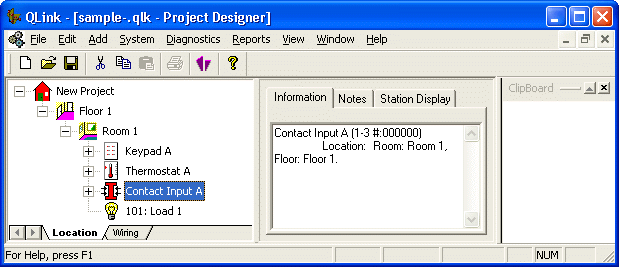 QLink - [sample-.qlk - Project Designer]
File Edit Add System Diagnostics Reports View Window Help
New Project
Floor 1
Room 1
Keypad A
Thermostat A
Contact Input A
101: Load 1
Location Wiring
Information Notes Station Display
Contact Input A (1-3 #:000000)
Location: Room: Room 1,
Floor: Floor 1.
ClipBoard
For Help, press F1
NUM